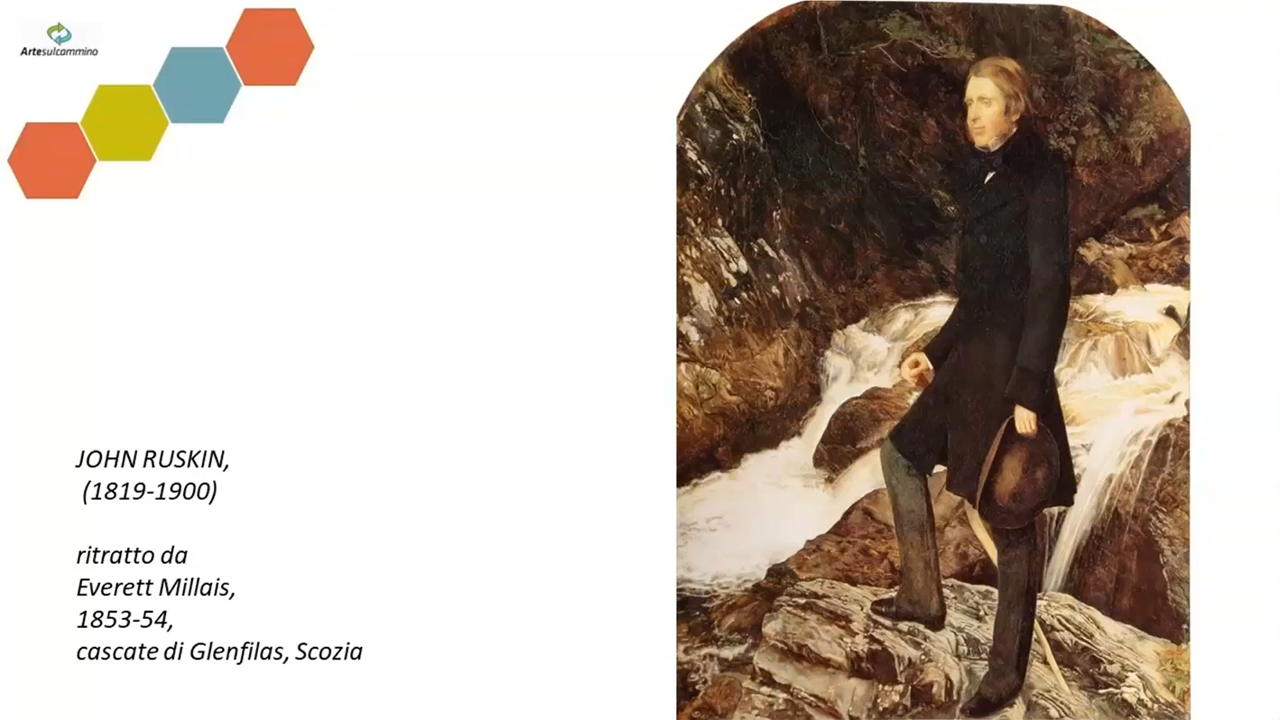 Artesulcammino
JOHN RUSKIN,
(1819-1900)
ritratto da
Everett Millais,
1853-54,
cascate di Glenfilas, Scozia